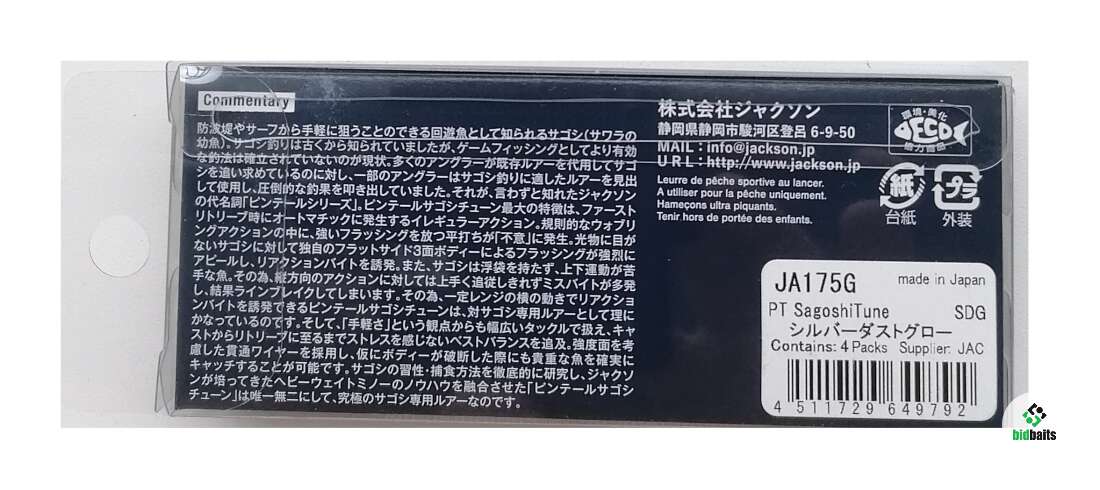 Commentary
防波堤やサーフから手軽に狙うことのできる回遊魚として知られるサゴシ(サワラの
幼魚)。サゴシ釣りは古くから知られていましたが、ゲームフィッシングとしてより有効
な釣法は確立されていないのが現状。多くのアングラーが既存ルアーを代用してサゴ
シを追い求めているのに対し、一部のアングラーはサゴシ釣りに適したルアーを見出
して使用し、圧倒的な釣果を叩き出していました。それが、言わずと知れたジャクソン
の代名詞「ピンテールシリーズ」。ピンテールサゴシチューン最大の特徴は、ファースト
リトリーブ時にオートマチックに発生するイレギュラーアクション。規則的なウォブリ
ングアクションの中に、強いフラッシングを放つ平打ちが「不意」に発生。光物に目が
ないサゴシに対して独自のフラットサイド3面ボディーによるフラッシングが強烈に
アピールし、リアクションバイトを誘発。また、サゴシは浮袋を持たず、上下運動が苦
手な魚。その為、縦方向のアクションに対しては上手く追従しきれずミスバイトが多発
し、結果ラインブレイクしてしまいます。その為、一定レンジの横の動きでリアクショ
ンバイトを誘発できるピンテールサゴシチューンは、対サゴシ専用ルアーとして理に
かなっているのです。そして、「手軽さ」という観点からも幅広いタックルで扱え、キャ
ストからリトリーブに至るまでストレスを感じないベストバランスを追及。強度面を考
慮した貫通ワイヤーを採用し、仮にボディーが破断した際にも貴重な魚を確実に
キャッチすることが可能です。サゴシの習性・捕食方法を徹底的に研究し、ジャクソ
ンが培ってきたヘビーウェイトミノーのノウハウを融合させた「ピンテールサゴシ
チューン」は唯一無二にして、究極のサゴシ専用ルアーなのです。
株式会社ジャクソン
静岡県静岡市駿河区登呂 6-9-50
MAIL：info@jackson.jp
URL：http://www.jackson.jp
Leurre de pêche sportive au lancer.
A utiliser pour la pêche uniquement.
Hameçons ultra piquants.
Tenir hors de portée des enfants.
環境・美化
ECO
協力商品
紙
台紙
プラ
外装
JA175G made in Japan
PT SagoshiTune SDG
シルバーダストグロー
Contains: 4 Packs Supplier: JAC
4 511729 649792
bidbaits